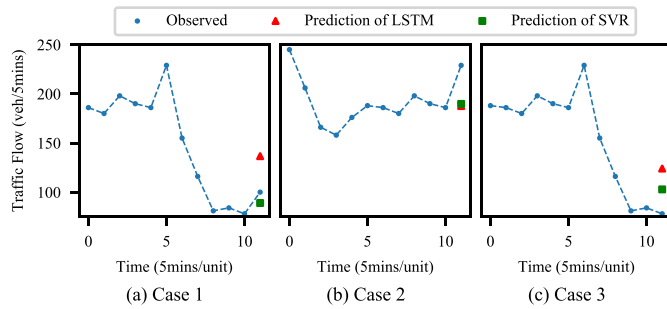 Observed Prediction of LSTM Prediction of SVR
Traffic Flow (veh/5mins)
250
200
150
100
0 5 10
0 5 10
0 5 10
Time (5mins/unit) Time (5mins/unit) Time (5mins/unit)
(a) Case 1 (b) Case 2 (c) Case 3